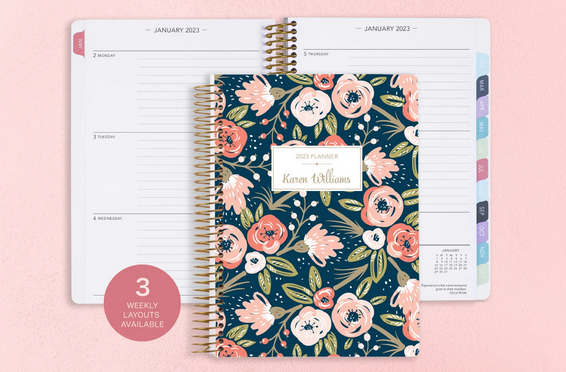 JANUARY 2023
JAN
2 MONDAY
3 TUESDAY
4 WEDNESDAY
JANUARY 2023
5 THURSDAY
MAR
APR
MAY
JUL
SEP
OCT
NOV
JANUARY
2023 PLANNER
Karen Williams
3
WEEKLY
LAYOUTS
AVAILABLE